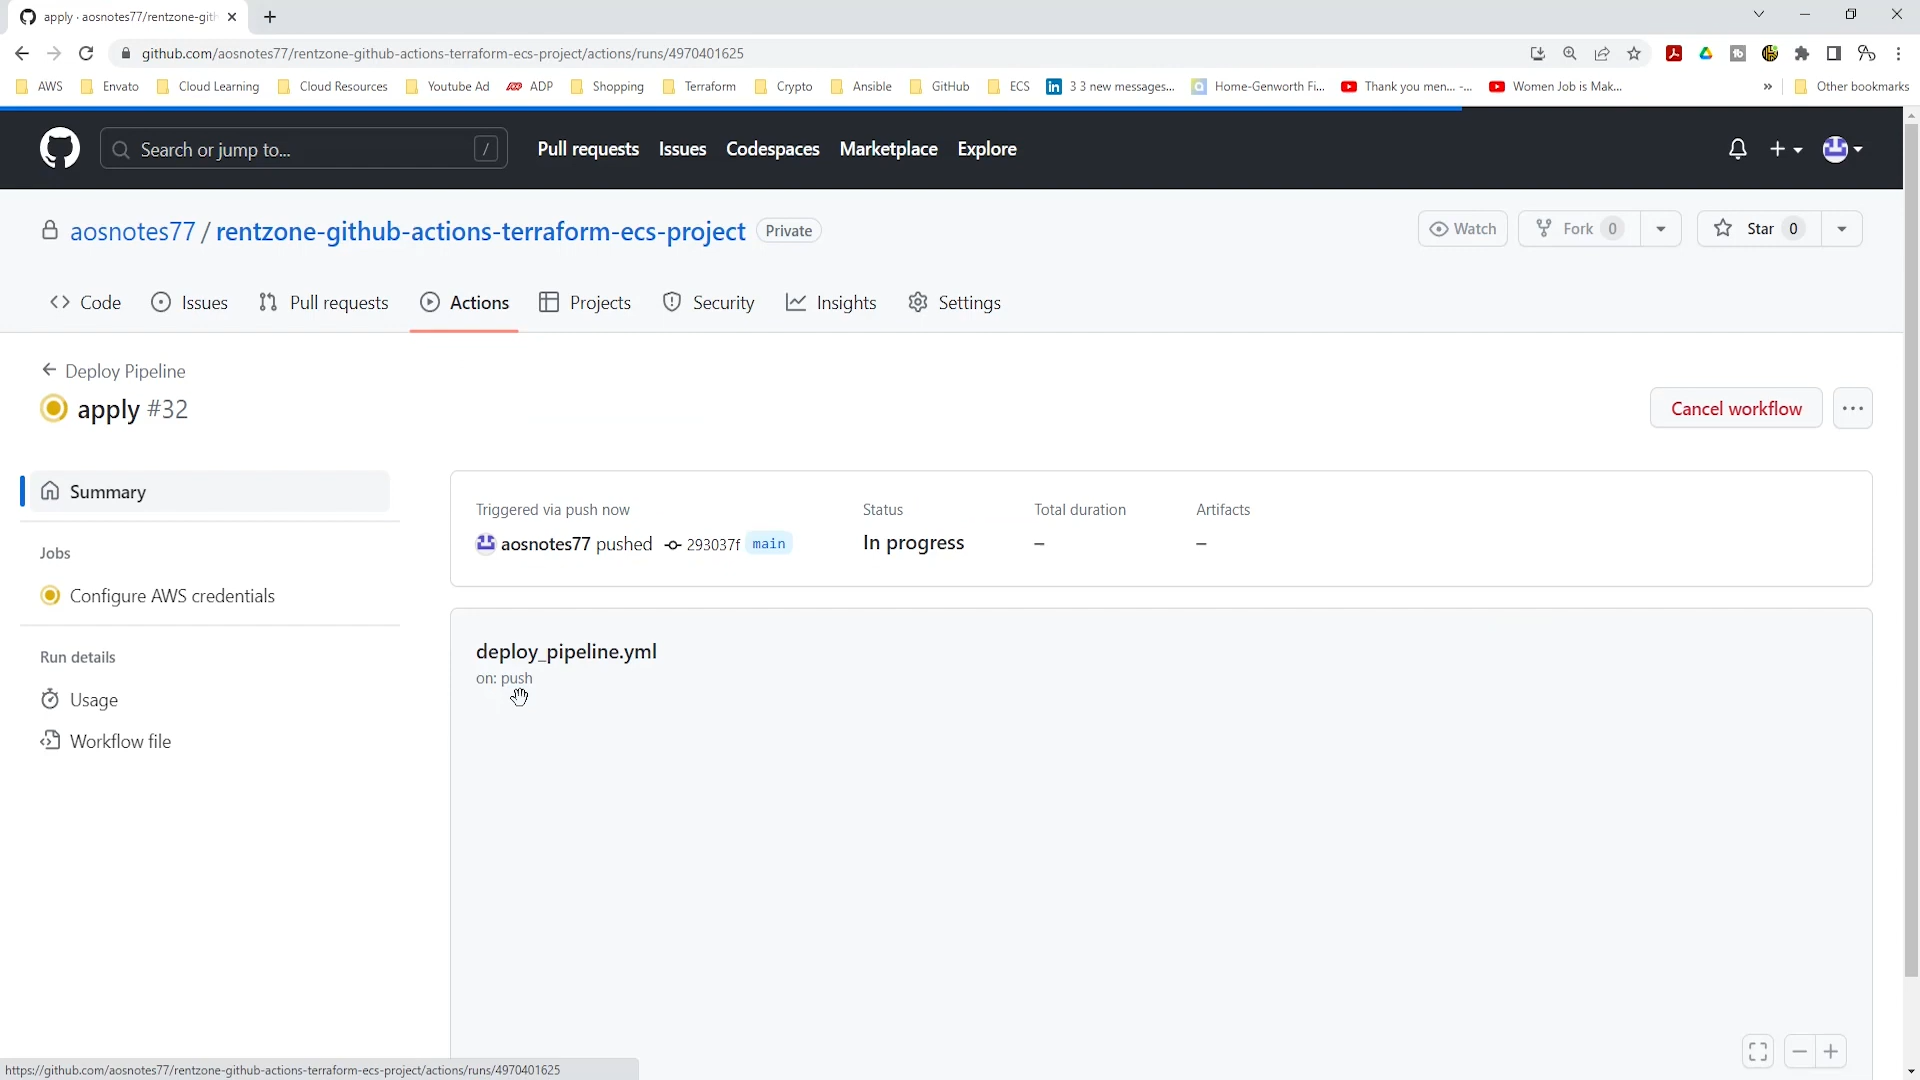 apply · aosnotes77/rentzone-gith
github.com/aosnotes77/rentzone-github-actions-terraform-ecs-project/actions/runs/4970401625
AWS Envato Cloud Learning Cloud Resources Youtube Ad ADP Shopping Terraform Crypto Ansible GitHub ECS 3 3 new messages... Home-Genworth Fi... Thank you men... -... Women Job is Mak... » Other bookmarks
Search or jump to... / Pull requests Issues Codespaces Marketplace Explore
aosnotes77 / rentzone-github-actions-terraform-ecs-project Private Watch Fork 0 Star 0
Code Issues Pull requests Actions Projects Security Insights Settings
Deploy Pipeline
apply #32 Cancel workflow
Summary
Jobs
Configure AWS credentials
Run details
Usage
Workflow file
Triggered via push now Status Total duration Artifacts
aosnotes77 pushed 293037f main In progress – –
deploy_pipeline.yml
on: push
https://github.com/aosnotes77/rentzone-github-actions-terraform-ecs-project/actions/runs/4970401625